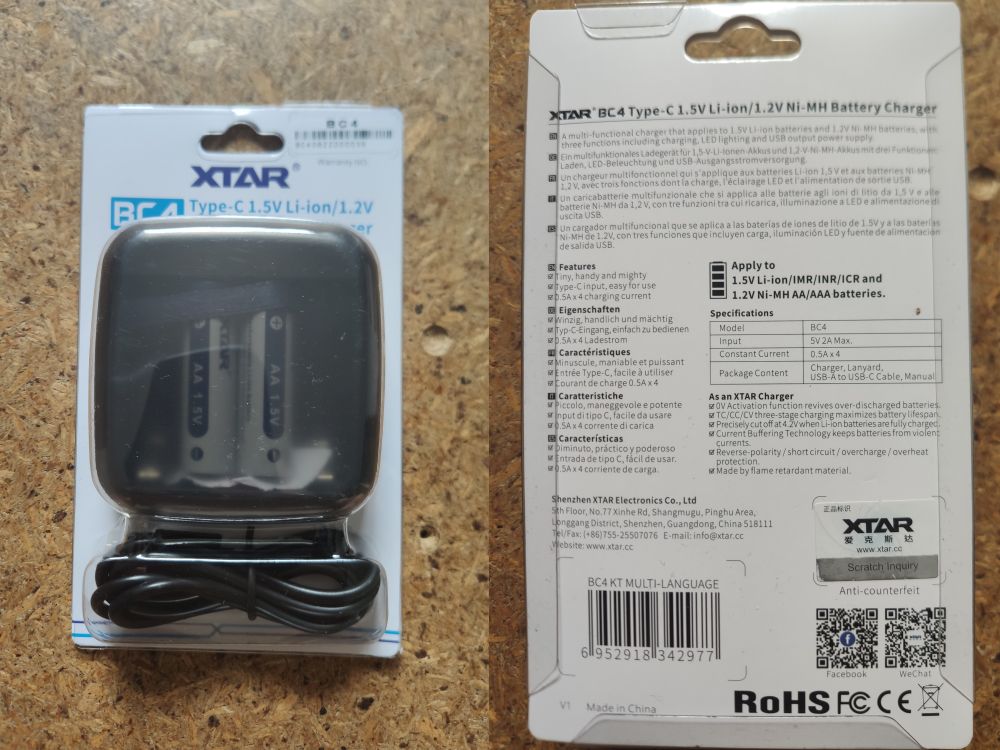 BC4
Warranty NO.
XTAR®
BC4 Type-C 1.5V Li-ion/1.2V
AA 1.5V
XTAR
AA 1.5V
XTAR® BC4 Type-C 1.5V Li-ion/1.2V Ni-MH Battery Charger
EN A multi-functional charger that applies to 1.5V Li-ion batteries and 1.2V Ni-MH batteries, with
three functions including charging, LED lighting and USB output power supply.
DE Ein multifunktionales Ladegerät für 1,5-V-Li-Ionen-Akkus und 1,2-V-Ni-MH-Akkus mit drei Funktionen:
Laden, LED-Beleuchtung und USB-Ausgangsstromversorgung.
FR Un chargeur multifonctionnel qui s'applique aux batteries Li-ion 1,5 V et aux batteries Ni-MH
1,2 V, avec trois fonctions dont la charge, l'éclairage LED et l'alimentation de sortie USB.
IT Un caricabatterie multifunzionale che si applica alle batterie agli ioni di litio da 1,5 V e alle
batterie Ni-MH da 1,2 V, con tre funzioni tra cui ricarica, illuminazione a LED e alimentazione di
uscita USB.
ES Un cargador multifuncional que se aplica a las baterías de iones de litio de 1.5V y a las baterías
Ni-MH de 1.2V, con tres funciones que incluyen carga, iluminación LED y fuente de alimentación
de salida USB.
EN Features
Tiny, handy and mighty
Type-C input, easy for use
0.5A x 4 charging current
DE Eigenschaften
Winzig, handlich und mächtig
Typ-C-Eingang, einfach zu bedienen
0.5A x 4 Ladestrom
FR Caractéristiques
Minuscule, maniable et puissant
Entrée Type-C, facile à utiliser
Courant de charge 0.5A x 4
IT Caratteristiche
Piccolo, maneggevole e potente
Input di tipo C, facile da usare
0.5A x 4 corrente di carica
ES Características
Diminuto, práctico y poderoso
Entrada de tipo C, fácil de usar.
0.5A x 4 corriente de carga.
Apply to
1.5V Li-ion/IMR/INR/ICR and
1.2V Ni-MH AA/AAA batteries.
Specifications
Model BC4
Input 5V 2A Max.
Constant Current 0.5A x 4
Package Content Charger, Lanyard,
USB-A to USB-C Cable, Manual
As an XTAR Charger
0V Activation function revives over-discharged batteries.
TC/CC/CV three-stage charging maximizes battery lifespan.
Precisely cut off at 4.2V when Li-ion batteries are fully charged.
Current Buffering Technology keeps batteries from violent
currents.
Reverse-polarity / short circuit / overcharge / overheat
protection.
Made by flame retardant material.
Shenzhen XTAR Electronics Co., Ltd
5th Floor, No.77 Xinhe Rd, Shangmugu, Pinghu Area,
Longgang District, Shenzhen, Guangdong, China 518111
Tel/Fax: (+86)755-25507076 E-mail: info@xtar.cc
Website: www.xtar.cc
正品标识
XTAR
爱克斯达
www.xtar.cc
Scratch Inquiry
Anti-counterfeit
BC4 KT MULTI-LANGUAGE
6 952918 342977
Facebook
WeChat
V1 Made in China
RoHS FC CE